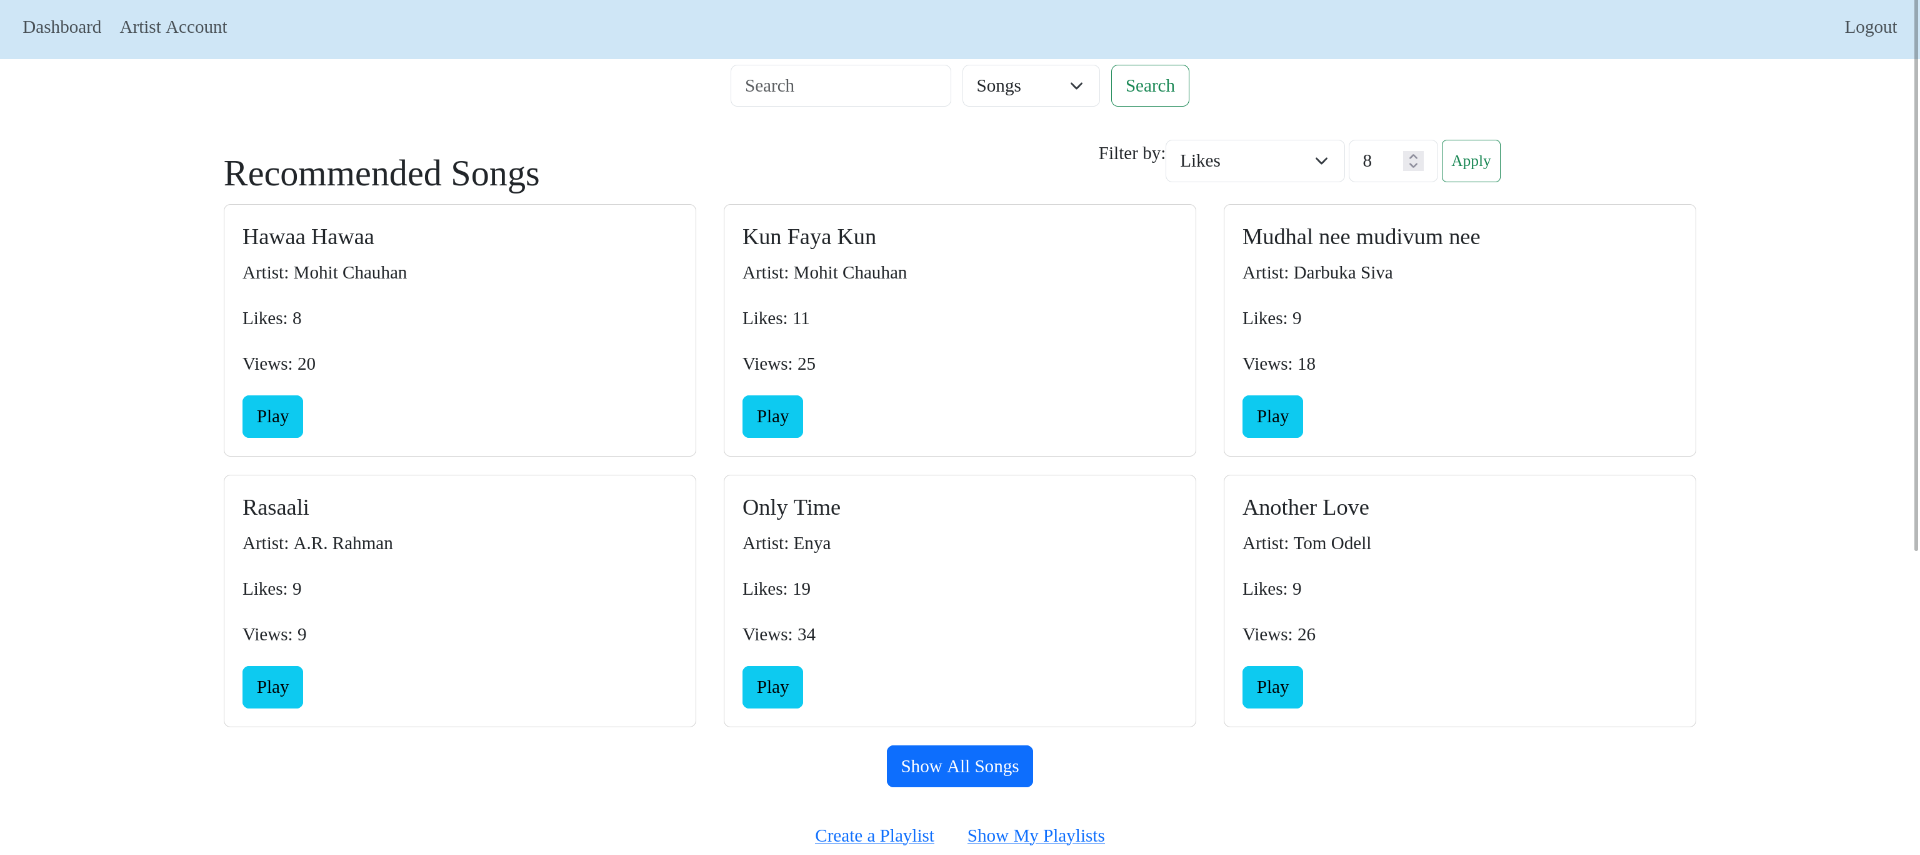 Dashboard Artist Account Logout
Search Songs Search
Filter by: Likes 8 Apply
Recommended Songs
Hawaa Hawaa
Artist: Mohit Chauhan
Likes: 8
Views: 20
Play
Kun Faya Kun
Artist: Mohit Chauhan
Likes: 11
Views: 25
Play
Mudhal nee mudivum nee
Artist: Darbuka Siva
Likes: 9
Views: 18
Play
Rasaali
Artist: A.R. Rahman
Likes: 9
Views: 9
Play
Only Time
Artist: Enya
Likes: 19
Views: 34
Play
Another Love
Artist: Tom Odell
Likes: 9
Views: 26
Play
Show All Songs
Create a Playlist Show My Playlists